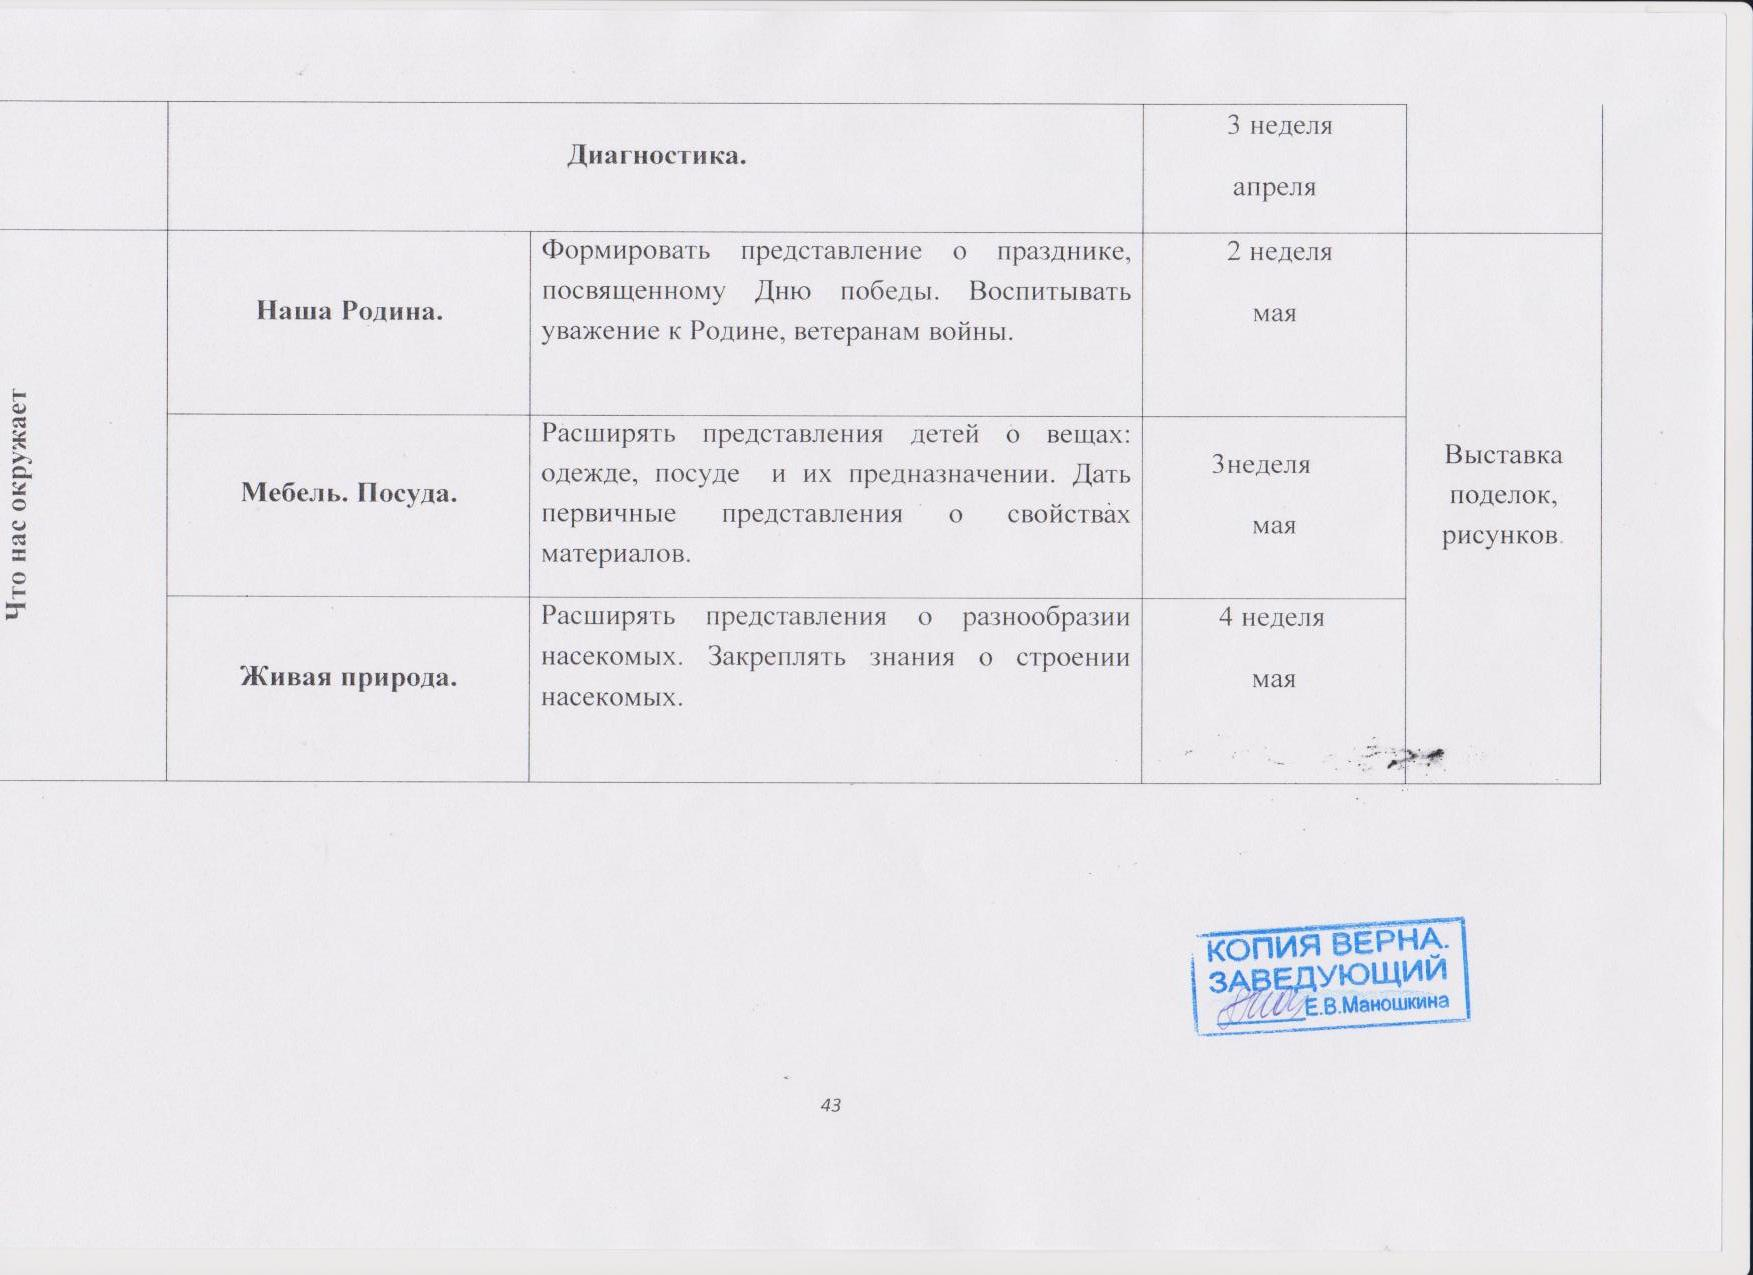 Диагностика.
3 неделя
апреля
Что нас окружает
Наша Родина.
Формировать представление о празднике,
посвященному Дню победы. Воспитывать
уважение к Родине, ветеранам войны.
2 неделя
мая
Мебель. Посуда.
Расширять представления детей о вещах:
одежде, посуде и их предназначении. Дать
первичные представления о свойствах
материалов.
3неделя
мая
Живая природа.
Расширять представления о разнообразии
насекомых. Закреплять знания о строении
насекомых.
4 неделя
мая
Выставка
поделок,
рисунков.
КОПИЯ ВЕРНА.
ЗАВЕДУЮЩИЙ
Е.В.Маношкина
43